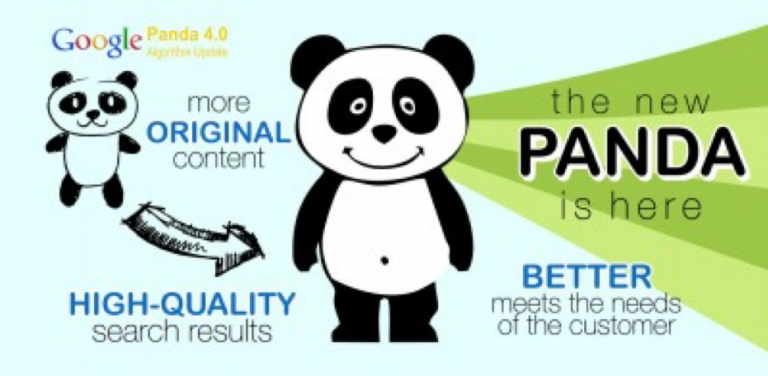 Google Panda 4.0
Algorithm Update
more
ORIGINAL
content
HIGH-QUALITY
search results
the new
PANDA
is here
BETTER
meets the needs
of the customer